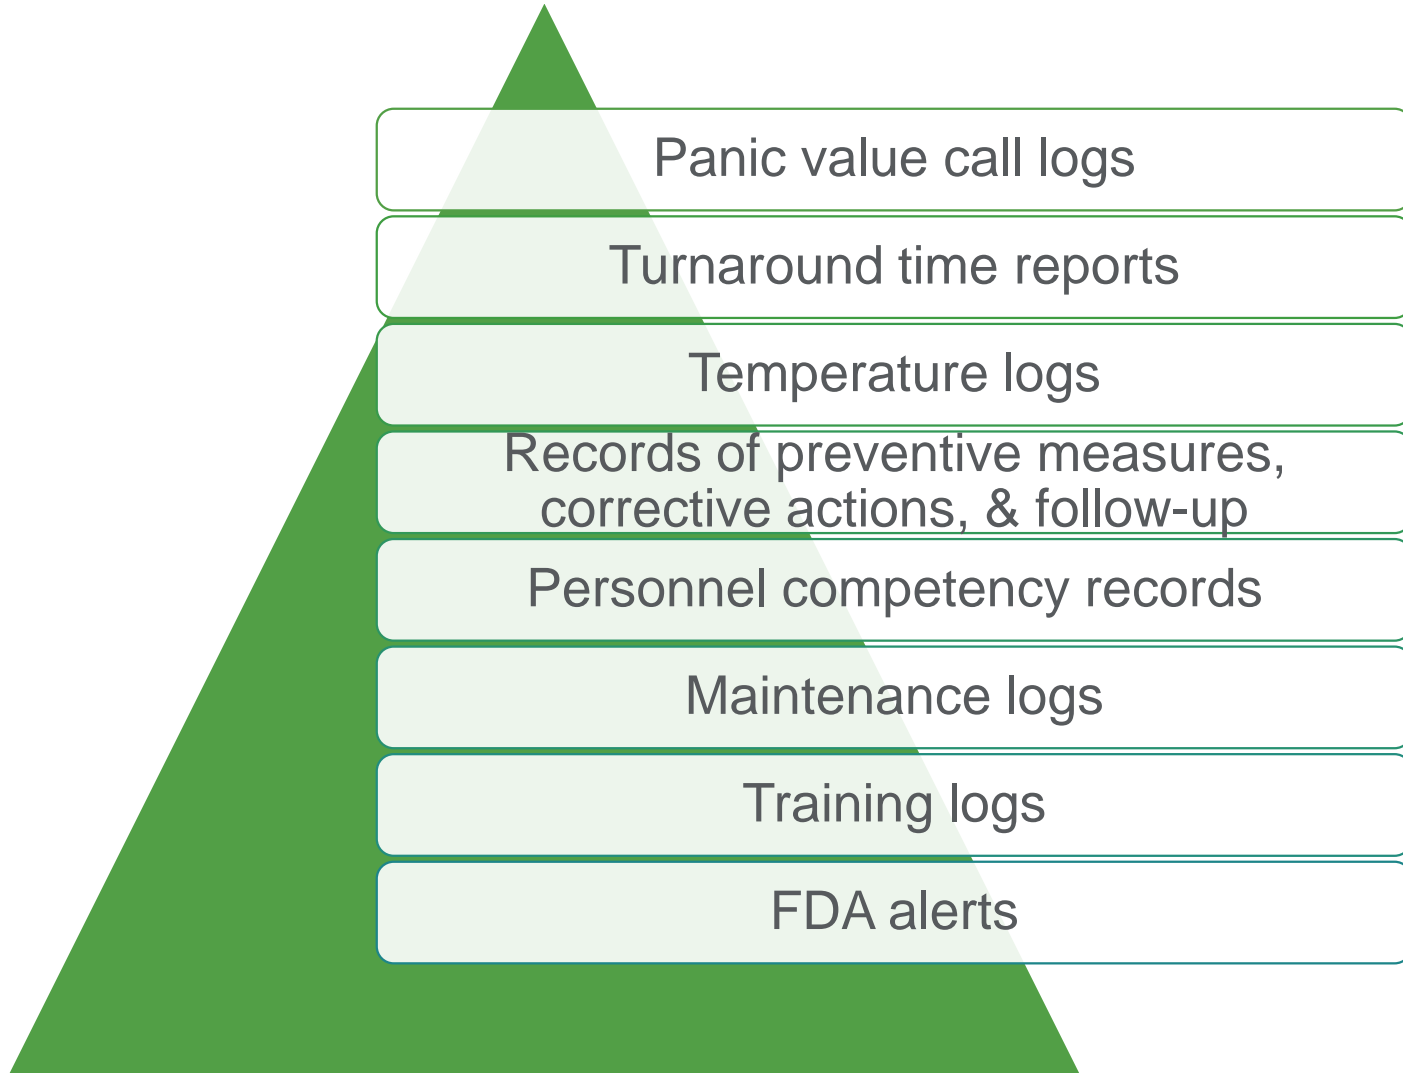 Panic value call logs
Turnaround time reports
Temperature logs
Records of preventive measures,
corrective actions, & follow-up
Personnel competency records
Maintenance logs
Training logs
FDA alerts